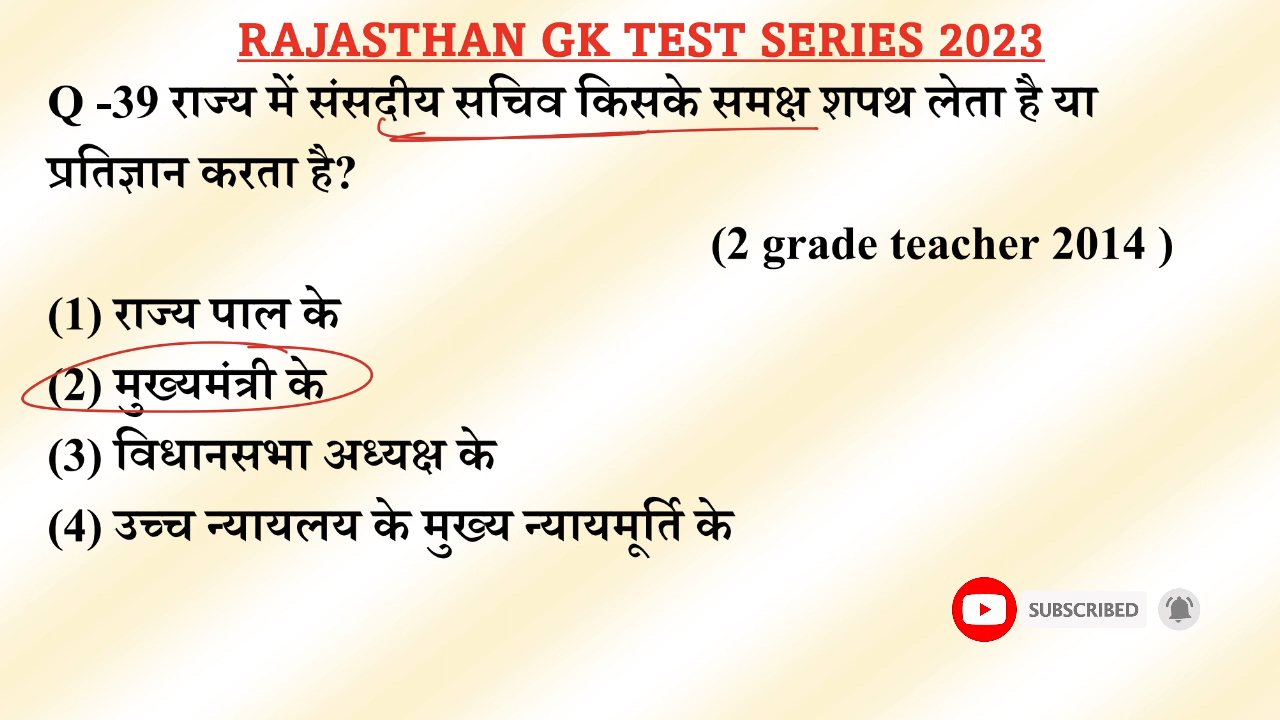 RAJASTHAN GK TEST SERIES 2023
Q -39 राज्य में संसदीय सचिव किसके समक्ष शपथ लेता है या
प्रतिज्ञान करता है?
(2 grade teacher 2014 )
(1) राज्य पाल के
(2) मुख्यमंत्री के
(3) विधानसभा अध्यक्ष के
(4) उच्च न्यायलय के मुख्य न्यायमूर्ति के
SUBSCRIBED